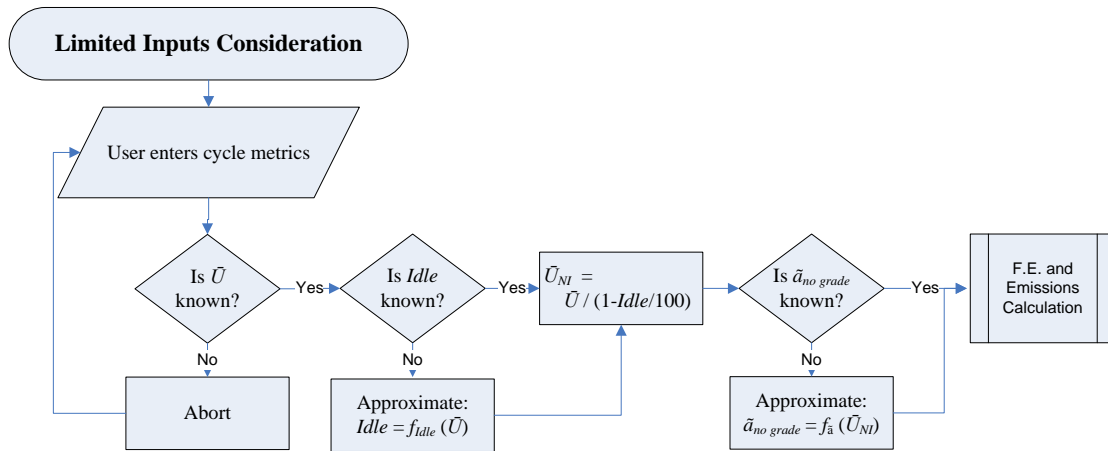 Limited Inputs Consideration
User enters cycle metrics
Is Ū
known?
Yes
No
Abort
Is Idle
known?
Yes
No
Approximate:
Idle = f_Idle (Ū)
Ū_NI =
Ū / (1-Idle/100)
Is ã_no grade
known?
Yes
No
Approximate:
ã_no grade = f_ã (Ū_NI)
F.E. and
Emissions
Calculation